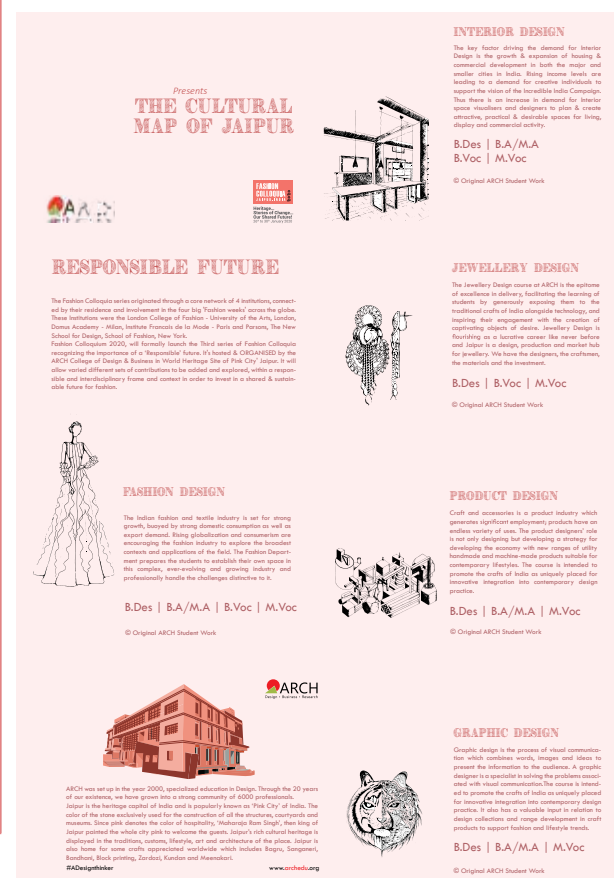 Presents
THE CULTURAL
MAP OF JAIPUR
FASHION
COLLOQUIA
Heritage...
Stories of Change...
Our Shared Future!
RESPONSIBLE FUTURE
The Fashion Colloquia series originated through a core network of 4 institutions, connect-
ed by their residence and involvement in the four big 'Fashion weeks' across the globe.
These Institutions were the London College of Fashion - University of the Arts, London,
Domus Academy - Milan, Institute Francais de la Mode - Paris and Parsons, The New
School for Design, School of Fashion, New York.
Fashion Colloquium 2020, will formally launch the Third series of Fashion Colloquia
recognizing the importance of a 'Responsible' future. it's hosted & ORGANISED by the
ARCH College of Design & Business in World Heritage Site of Pink City' Jaipur. It will
allow varied different sets of contributions to be added and explored, within a respon-
sible and interdisciplinary frame and context in order to invest in a shared & sustain-
able future for fashion.
FASHION DESIGN
The Indian fashion and textile industry is set for strong
growth, buoyed by strong domestic consumption as well as
export demand. Rising globalization and consumerism are
encouraging the fashion industry to explore the broadest
contexts and applications of the field. The Fashion Depart-
ment prepares the students to establish their own space in
this complex, ever-evolving and growing industry and
professionally handle the challenges distinctive to it.
B.Des | B.A/M.A | B.Voc | M.Voc
© Original ARCH Student Work
ARCH
Design • Business • Research
ARCH was set up in the year 2000, specialized education in Design. Through the 20 years
of our existence, we have grown into a strong community of 6000 professionals.
Jaipur is the heritage capital of India and is popularly known as 'Pink City' of India. The
color of the stone exclusively used for the construction of all the structures, courtyards and
museums. Since pink denotes the color of hospitality, 'Maharaja Ram Singh', then king of
Jaipur painted the whole city pink to welcome the guests. Jaipur's rich cultural heritage is
displayed in the traditions, customs, lifestyle, art and architecture of the place. Jaipur is
also home for some crafts appreciated worldwide which includes Bagru, Sanganeri,
Bandhani, Block printing, Zardozi, Kundan and Meenakari.
#ADesignthinker
www.archedu.org
INTERIOR DESIGN
The key factor driving the demand for Interior
Design is the growth & expansion of housing &
commercial development in both the major and
smaller cities in India. Rising income levels are
leading to a demand for creative individuals to
support the vision of the Incredible India Campaign.
Thus there is an increase in demand for Interior
space visualisers and designers to plan & create
attractive, practical & desirable spaces for living,
display and commercial activity.
B.Des | B.A/M.A
B.Voc | M.Voc
© Original ARCH Student Work
JEWELLERY DESIGN
The Jewellery Design course at ARCH is the epitome
of excellence in delivery, facilitating the learning of
students by generously exposing them to the
traditional crafts of India alongside technology, and
inspiring their engagement with the creation of
captivating objects of desire. Jewellery Design is
flourishing as a lucrative career like never before
and Jaipur is a design, production and market hub
for jewellery. We have the designers, the craftsmen,
the materials and the investment.
B.Des | B.Voc | M.Voc
© Original ARCH Student Work
PRODUCT DESIGN
Craft and accessories is a product industry which
generates significant employment; products have an
endless variety of uses. The product designers' role
is not only designing but developing a strategy for
developing the economy with new ranges of utility
handmade and machine-made products suitable for
contemporary lifestyles. The course is intended to
promote the crafts of India as uniquely placed for
innovative integration into contemporary design
practice.
B.Des | B.A/M.A | M.Voc
© Original ARCH Student Work
GRAPHIC DESIGN
Graphic design is the process of visual communica-
tion which combines words, images and ideas to
present the information to the audience. A graphic
designer is a specialist in solving the problems associ-
ated with visual communication.The course is intend-
ed to promote the crafts of India as uniquely placed
for innovative integration into contemporary design
practice. It also has a valuable input in relation to
design collections and range development in craft
products to support fashion and lifestyle trends.
B.Des | B.A/M.A | M.Voc
© Original ARCH Student Work